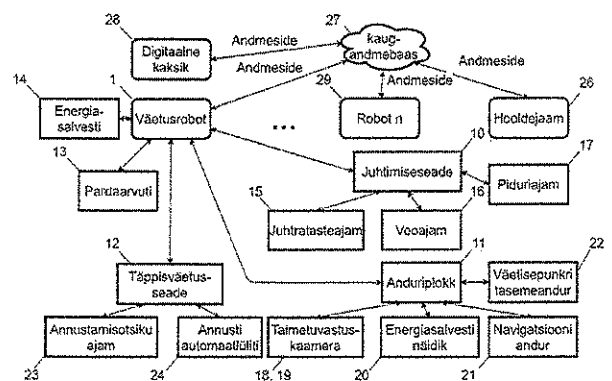 28
Digitaalne
kaksik
Andmeside
27
kaug-
andmebaas
Andmeside
Andmeside
Andmeside
14
Energia-
salvesti
1
Väetusrobot
29
Robot n
Hooldejaam
26
...
13
Pardaarvuti
10
Juhtimiseseade
17
Piduriajam
15
Juhtratasteajam
16
Veoajam
12
Täppisväetus-
seade
11
Anduriplokk
22
Väetisepunkri
tasemeandur
Annustamisotsiku
ajam
23
Annusti
automaatlüliti
24
Taimetuvastus-
kaamera
18, 19
Energiasalvesti
näidik
20
Navigatsiooni
andur
21